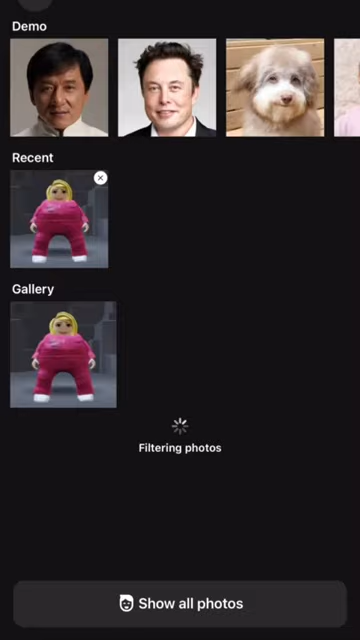 Demo
Recent
Gallery
Filtering photos
Show all photos